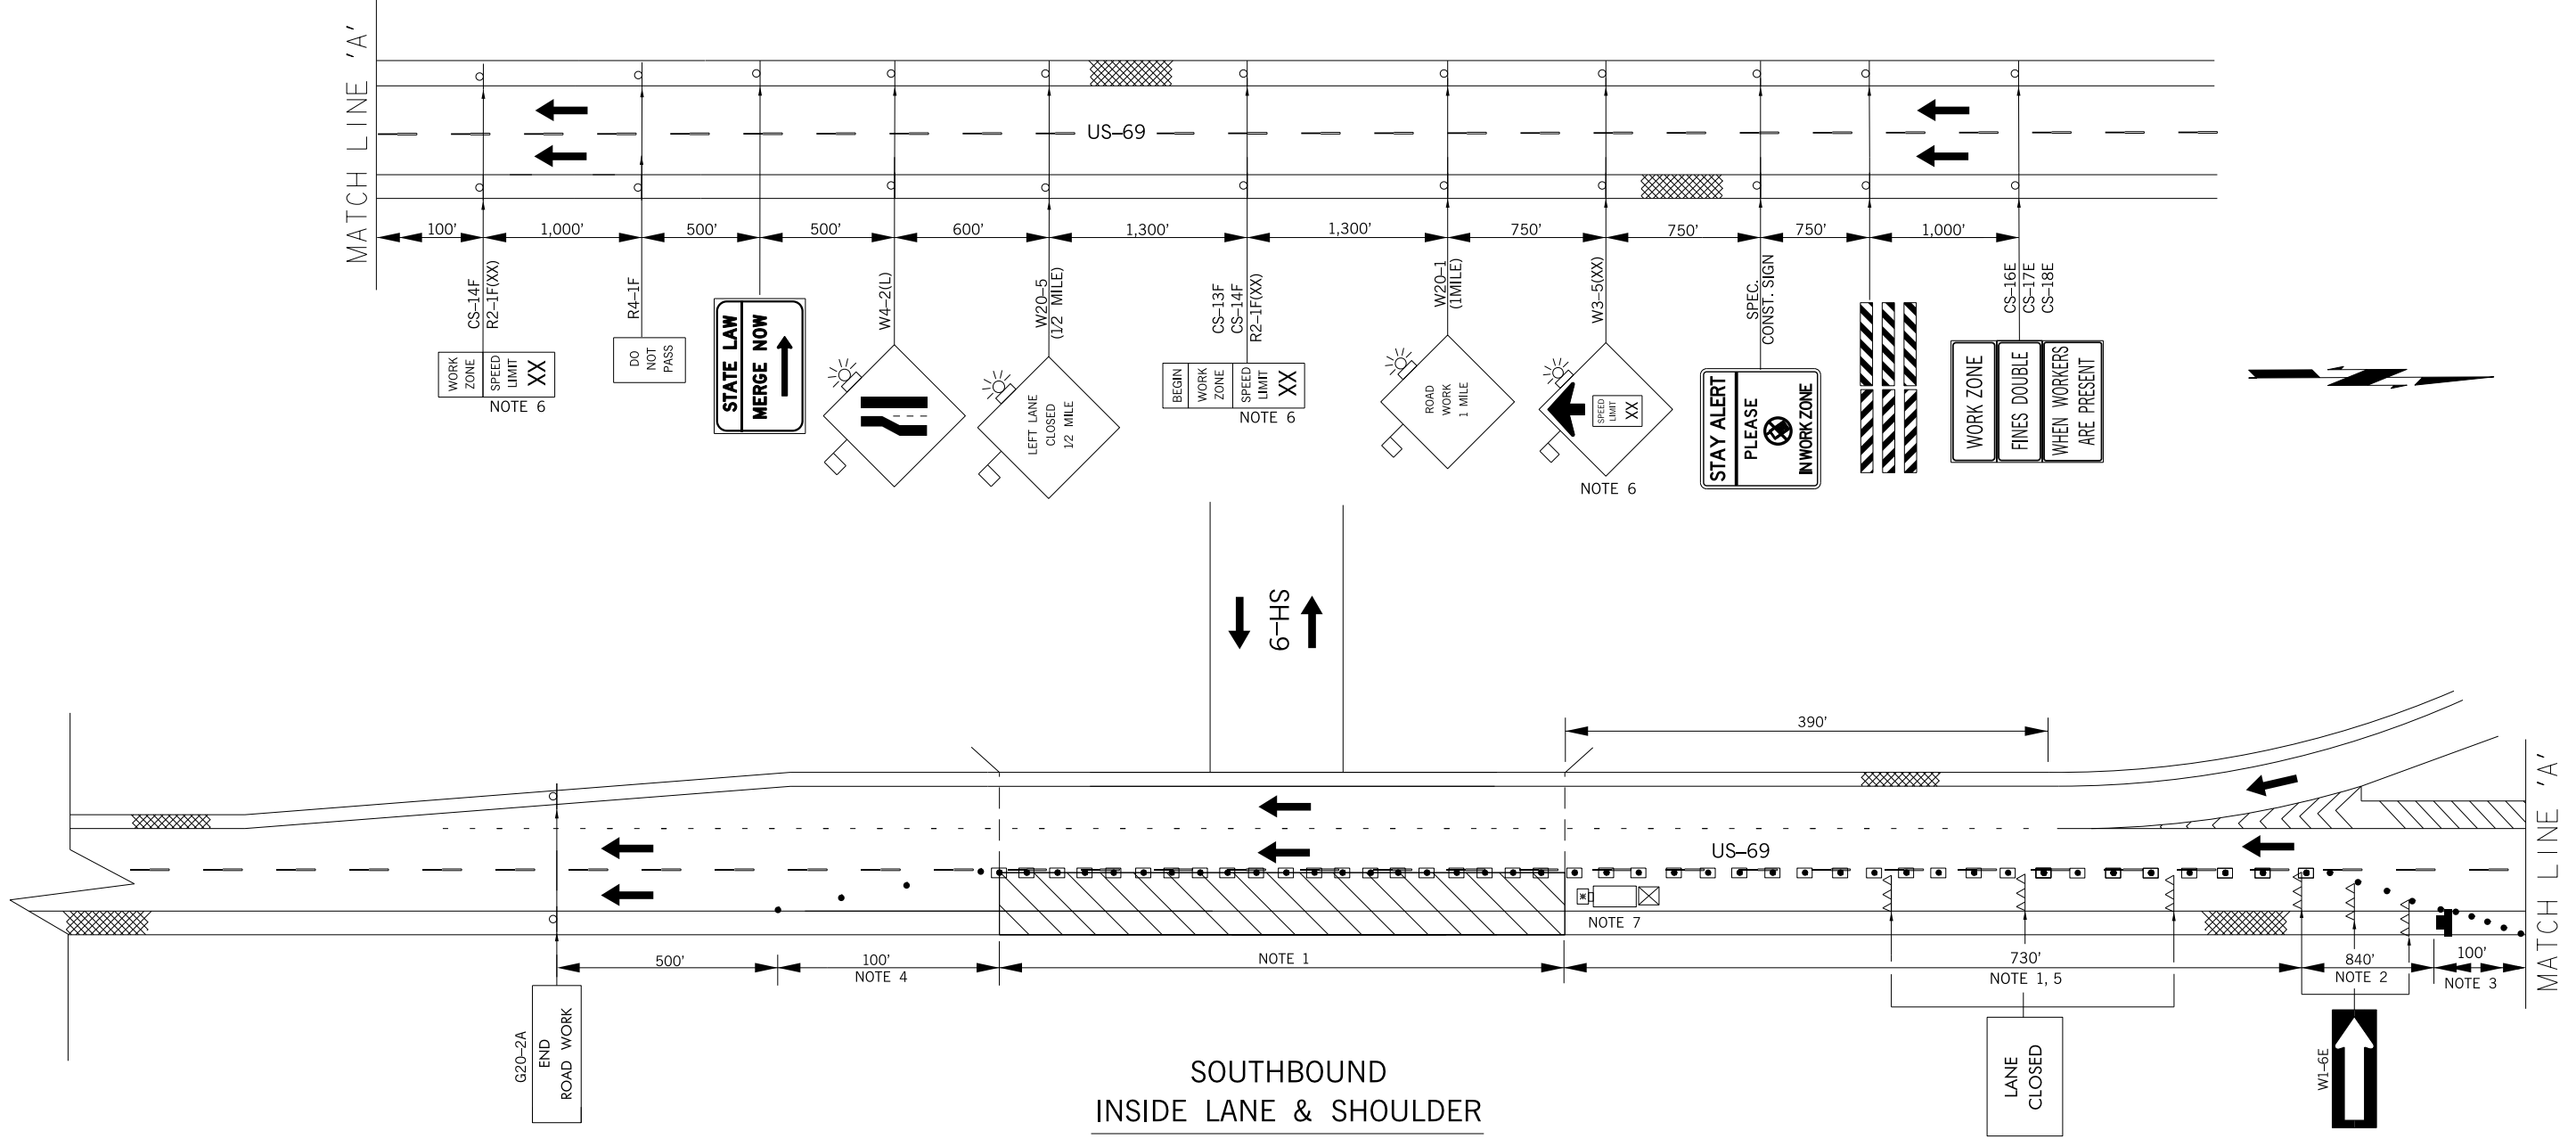 MATCH LINE 'A'
US-69
100'
1,000'
500'
500'
600'
1,300'
1,300'
750'
750'
750'
1,000'
CS-14F
R2-1F(XX)
WORK
ZONE
SPEED
LIMIT
XX
NOTE 6
R4-1F
DO
NOT
PASS
STATE LAW
MERGE NOW
W4-2(L)
W20-5
(1/2 MILE)
LEFT LANE
CLOSED
1/2 MILE
CS-13F
CS-14F
R2-1F(XX)
BEGIN
WORK
ZONE
SPEED
LIMIT
XX
NOTE 6
W20-1
(1MILE)
ROAD
WORK
1 MILE
W3-5(XX)
SPEED
LIMIT
XX
NOTE 6
SPEC.
CONST. SIGN
STAY ALERT
PLEASE
INWORK ZONE
CS-16E
CS-17E
CS-18E
WORK ZONE
FINES DOUBLE
WHEN WORKERS
ARE PRESENT
SH-9
390'
US-69
MATCH LINE 'A'
NOTE 7
500'
100'
NOTE 4
NOTE 1
730'
NOTE 1, 5
840'
NOTE 2
100'
NOTE 3
G20-2A
END
ROAD WORK
LANE
CLOSED
W1-6E
SOUTHBOUND
INSIDE LANE & SHOULDER